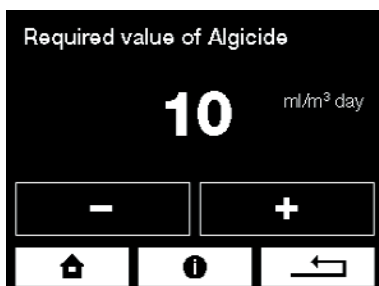 Required value of Algicide
10 ml/m³ day
− +
i